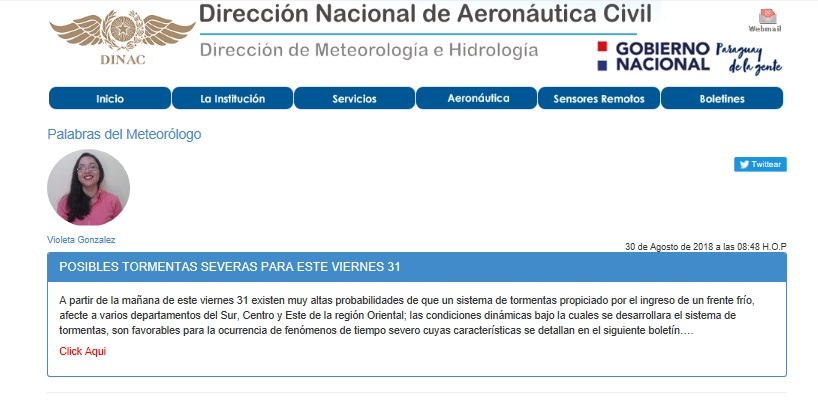 Dirección Nacional de Aeronáutica Civil
Dirección de Meteorología e Hidrología
DINAC
GOBIERNO
NACIONAL
Paraguay
de la gente
Webmail
Inicio
La Institución
Servicios
Aeronáutica
Sensores Remotos
Boletines
Palabras del Meteorólogo
Twittear
Violeta Gonzalez
30 de Agosto de 2018 a las 08:48 H.O.P
POSIBLES TORMENTAS SEVERAS PARA ESTE VIERNES 31
A partir de la mañana de este viernes 31 existen muy altas probabilidades de que un sistema de tormentas propiciado por el ingreso de un frente frío,
afecte a varios departamentos del Sur, Centro y Este de la región Oriental; las condiciones dinámicas bajo la cuales se desarrollara el sistema de
tormentas, son favorables para la ocurrencia de fenómenos de tiempo severo cuyas características se detallan en el siguiente boletín….
Click Aqui